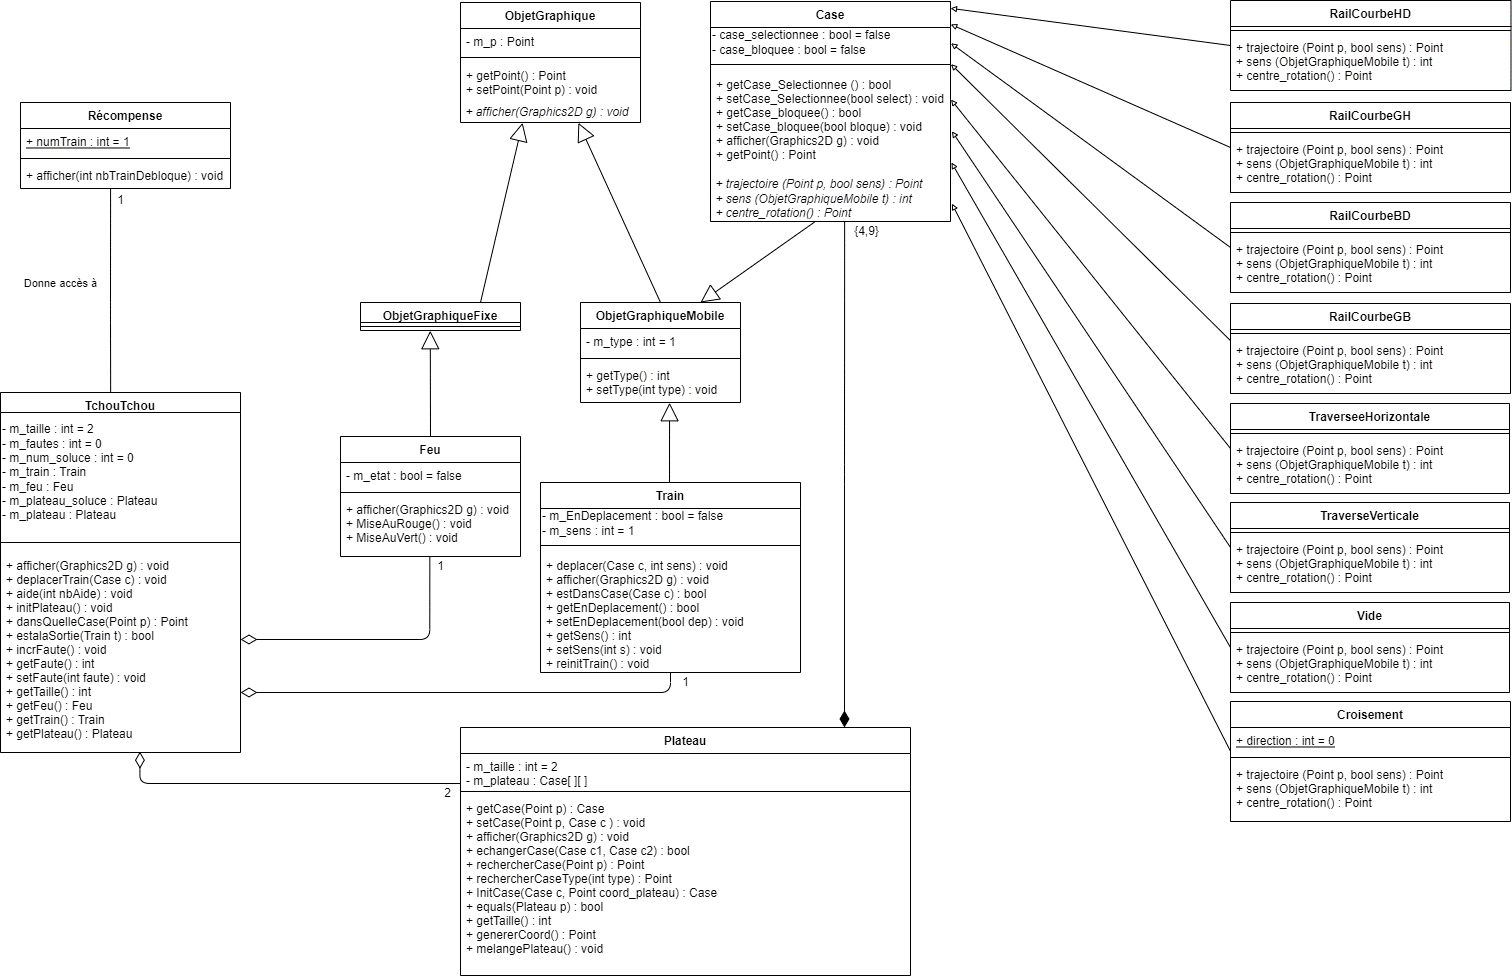 ObjetGraphique
- m_p : Point
+ getPoint() : Point
+ setPoint(Point p) : void
+ afficher(Graphics2D g) : void
Case
- case_selectionnee : bool = false
- case_bloquee : bool = false
+ getCase_Selectionnee () : bool
+ setCase_Selectionnee(bool select) : void
+ getCase_bloquee() : bool
+ setCase_bloquee(bool bloque) : void
+ afficher(Graphics2D g) : void
+ getPoint() : Point
+ trajectoire (Point p, bool sens) : Point
+ sens (ObjetGraphiqueMobile t) : int
+ centre_rotation() : Point
{4,9}
RailCourbeHD
+ trajectoire (Point p, bool sens) : Point
+ sens (ObjetGraphiqueMobile t) : int
+ centre_rotation() : Point
RailCourbeGH
+ trajectoire (Point p, bool sens) : Point
+ sens (ObjetGraphiqueMobile t) : int
+ centre_rotation() : Point
RailCourbeBD
+ trajectoire (Point p, bool sens) : Point
+ sens (ObjetGraphiqueMobile t) : int
+ centre_rotation() : Point
RailCourbeGB
+ trajectoire (Point p, bool sens) : Point
+ sens (ObjetGraphiqueMobile t) : int
+ centre_rotation() : Point
TraverseeHorizontale
+ trajectoire (Point p, bool sens) : Point
+ sens (ObjetGraphiqueMobile t) : int
+ centre_rotation() : Point
TraverseVerticale
+ trajectoire (Point p, bool sens) : Point
+ sens (ObjetGraphiqueMobile t) : int
+ centre_rotation() : Point
Vide
+ trajectoire (Point p, bool sens) : Point
+ sens (ObjetGraphiqueMobile t) : int
+ centre_rotation() : Point
Croisement
+ direction : int = 0
+ trajectoire (Point p, bool sens) : Point
+ sens (ObjetGraphiqueMobile t) : int
+ centre_rotation() : Point
Récompense
+ numTrain : int = 1
+ afficher(int nbTrainDebloque) : void
1
Donne accès à
ObjetGraphiqueFixe
ObjetGraphiqueMobile
- m_type : int = 1
+ getType() : int
+ setType(int type) : void
TchouTchou
- m_taille : int = 2
- m_fautes : int = 0
- m_num_soluce : int = 0
- m_train : Train
- m_feu : Feu
- m_plateau_soluce : Plateau
- m_plateau : Plateau
+ afficher(Graphics2D g) : void
+ deplacerTrain(Case c) : void
+ aide(int nbAide) : void
+ initPlateau() : void
+ dansQuelleCase(Point p) : Point
+ estalaSortie(Train t) : bool
+ incrFaute() : void
+ getFaute() : int
+ setFaute(int faute) : void
+ getTaille() : int
+ getFeu() : Feu
+ getTrain() : Train
+ getPlateau() : Plateau
Feu
- m_etat : bool = false
+ afficher(Graphics2D g) : void
+ MiseAuRouge() : void
+ MiseAuVert() : void
1
Train
- m_EnDeplacement : bool = false
- m_sens : int = 1
+ deplacer(Case c, int sens) : void
+ afficher(Graphics2D g) : void
+ estDansCase(Case c) : bool
+ getEnDeplacement() : bool
+ setEnDeplacement(bool dep) : void
+ getSens() : int
+ setSens(int s) : void
+ reinitTrain() : void
1
2
Plateau
- m_taille : int = 2
- m_plateau : Case[ ][ ]
+ getCase(Point p) : Case
+ setCase(Point p, Case c ) : void
+ afficher(Graphics2D g) : void
+ echangerCase(Case c1, Case c2) : bool
+ rechercherCase(Point p) : Point
+ rechercherCaseType(int type) : Point
+ InitCase(Case c, Point coord_plateau) : Case
+ equals(Plateau p) : bool
+ getTaille() : int
+ genererCoord() : Point
+ melangePlateau() : void